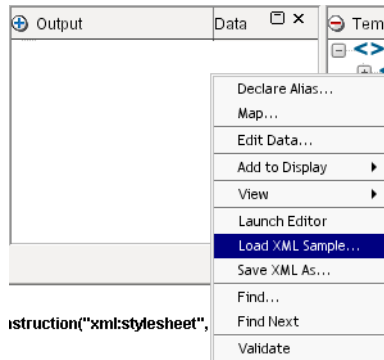 Output
Data
Tem
Declare Alias...
Map...
Edit Data...
Add to Display
View
Launch Editor
Load XML Sample...
Save XML As...
Find...
Find Next
Validate
nstruction("xml:stylesheet",